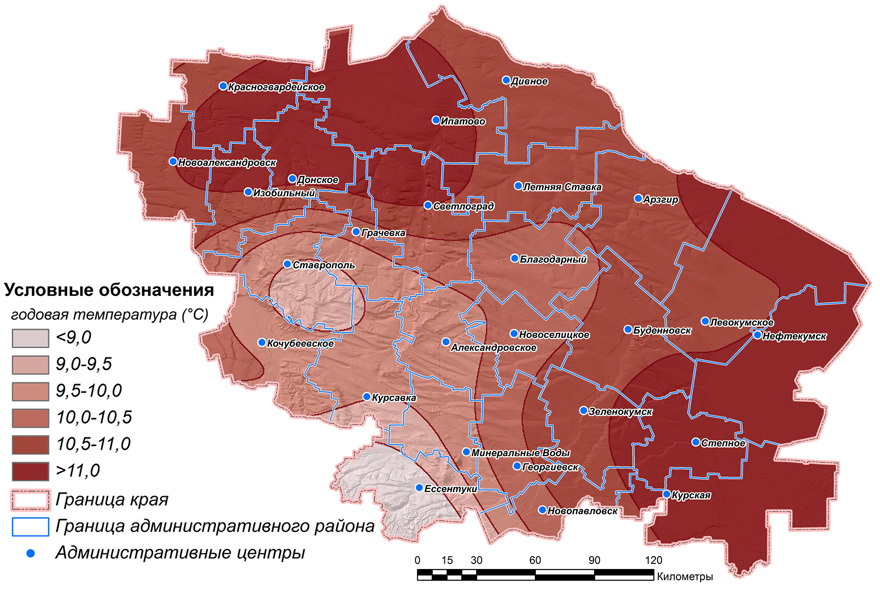 Дивное
Красногвардейское
Ипатово
Новоалександровск
Донское
Изобильный
Летняя Ставка
Арзгир
Светлоград
Грачевка
Ставрополь
Благодарный
Условные обозначения
годовая температура (°C)
<9,0
9,0-9,5
9,5-10,0
10,0-10,5
10,5-11,0
>11,0
Граница края
Граница административного района
Административные центры
Кочубеевское
Александровское
Новоселицкое
Буденновск
Левокумское
Нефтекумск
Курсавка
Зеленокумск
Степное
Минеральные Воды
Георгиевск
Ессентуки
Новопавловск
Курская
0 15 30 60 90 120
Километры